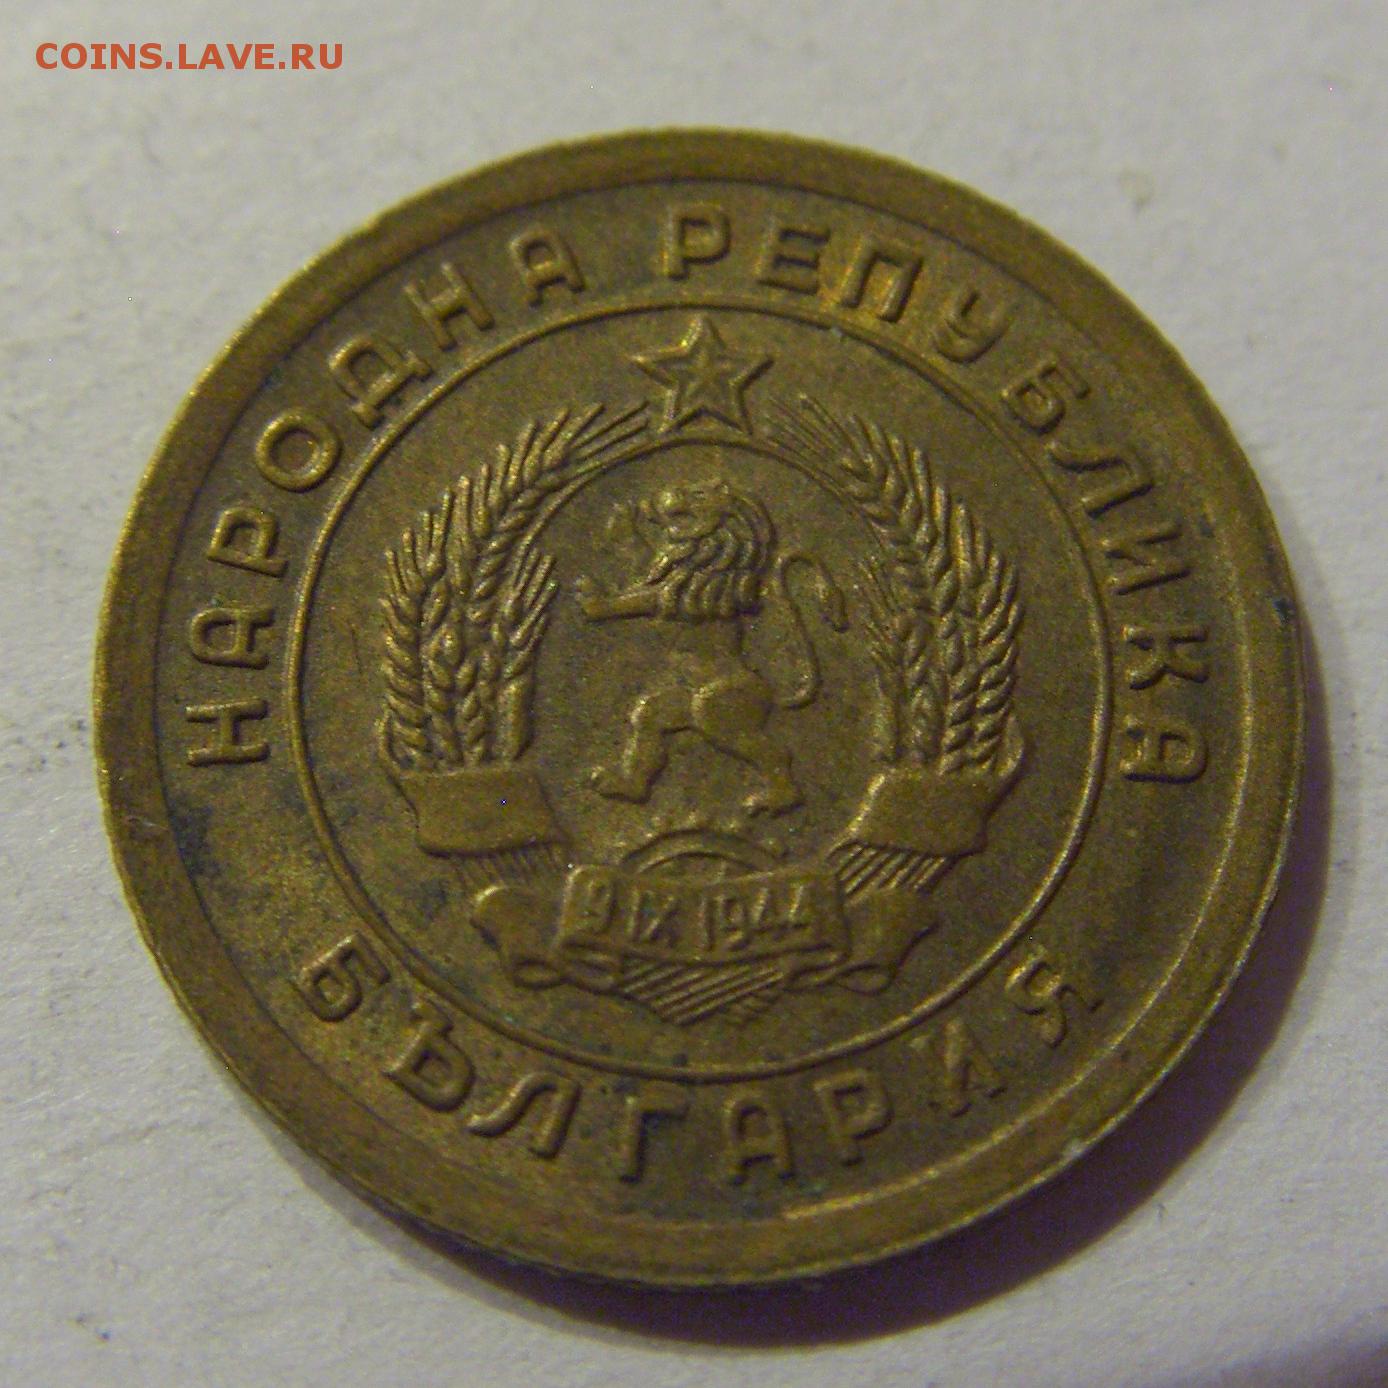 COINS.LAVE.RU
НАРОДНА РЕПУБЛИКА
БЪЛГАРИЯ
9 IX 1944